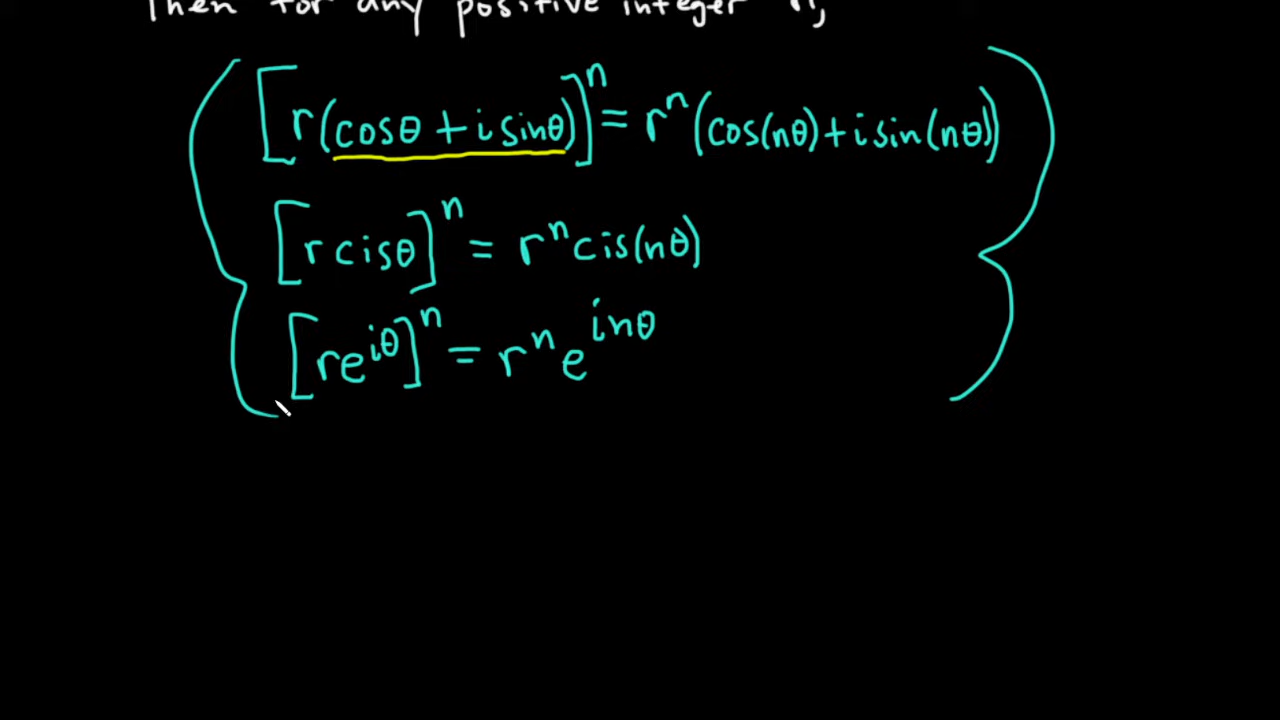 Then for any positive integer n,
[r(cosθ + i sinθ)]ⁿ = rⁿ(cos(nθ) + i sin(nθ))
[r cisθ]ⁿ = rⁿ cis(nθ)
[re^{iθ}]ⁿ = rⁿ e^{inθ}